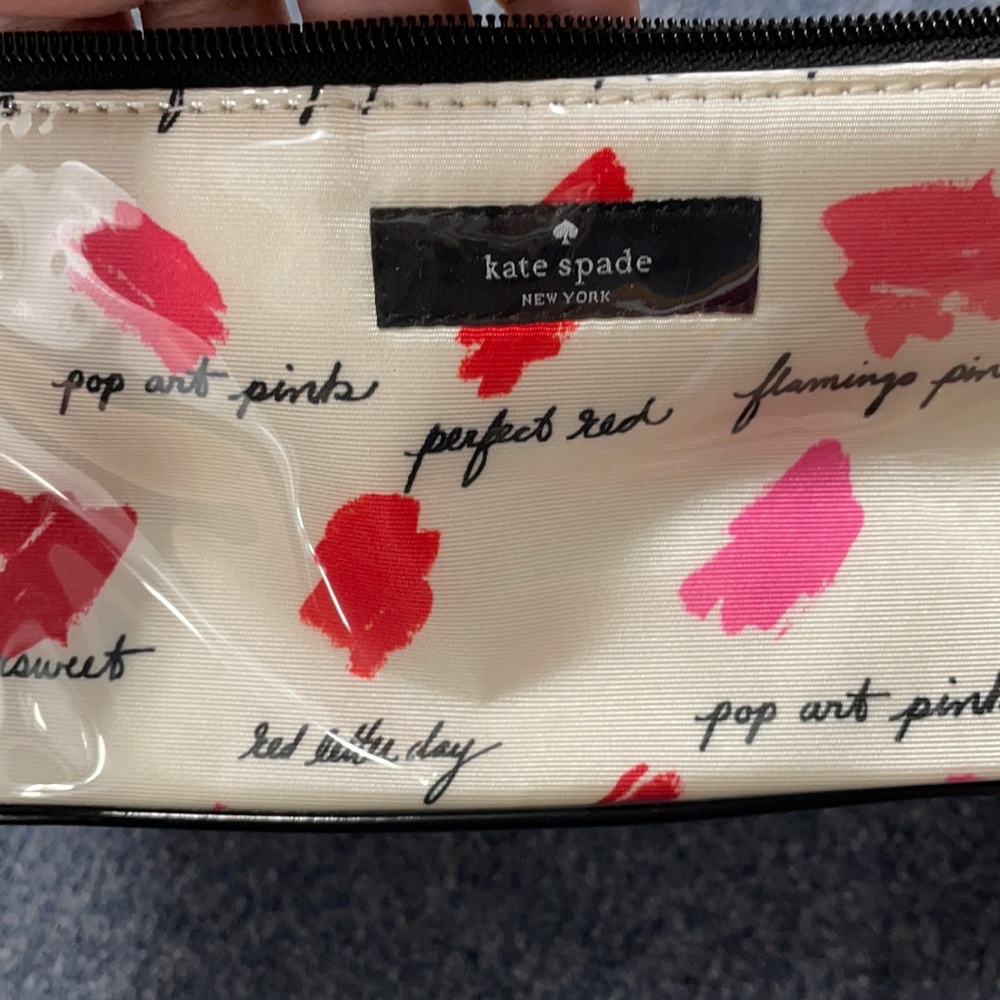 kate spade
NEW YORK
pop art pink
perfect red
flamingo pin
sweet
red letter day
pop art pink